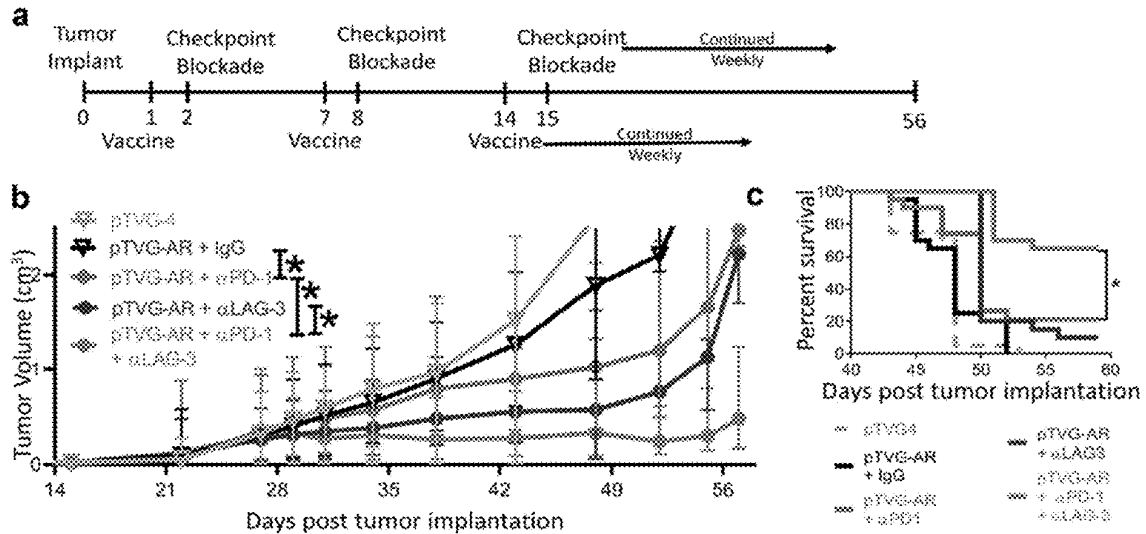 a
Tumor
Implant
Checkpoint
Blockade
Checkpoint
Blockade
Checkpoint
Blockade
Continued
Weekly
0
1
2
7
8
14
15
56
Vaccine
Vaccine
Vaccine
Continued
Weekly
b
pTVG-4
pTVG-AR + IgG
pTVG-AR + αPD-1
pTVG-AR + αLAG-3
pTVG-AR + αPD-1
+ αLAG-3
*
*
*
Tumor Volume (cm³)
2
1
0
14
21
28
35
42
49
56
Days post tumor implantation
c
Percent survival
100
80
60
40
20
0
*
40
50
60
Days post tumor implantation
pTVG4
pTVG-AR
+ IgG
pTVG-AR
+ αPD1
pTVG-AR
+ αLAG3
pTVG-AR
+ αPD-1
+ αLAG-3